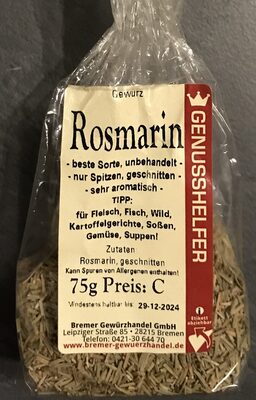 Gewürz
Rosmarin
- beste Sorte, unbehandelt -
- nur Spitzen, geschnitten -
- sehr aromatisch -
TIPP:
für Fleisch, Fisch, Wild,
Kartoffelgerichte, Soßen,
Gemüse, Suppen!
Zutaten
Rosmarin, geschnitten
Kann Spuren von Allergenen enthalten!
75g Preis: C
Mindestens haltbar bis: 29-12-2024
Bremer Gewürzhandel GmbH
Leipziger Straße 85 • 28215 Bremen
Telefon: 0421-30 644 70
www.bremer-gewuerzhandel.de
GENUSSHELFER
Etikett
abziehbar